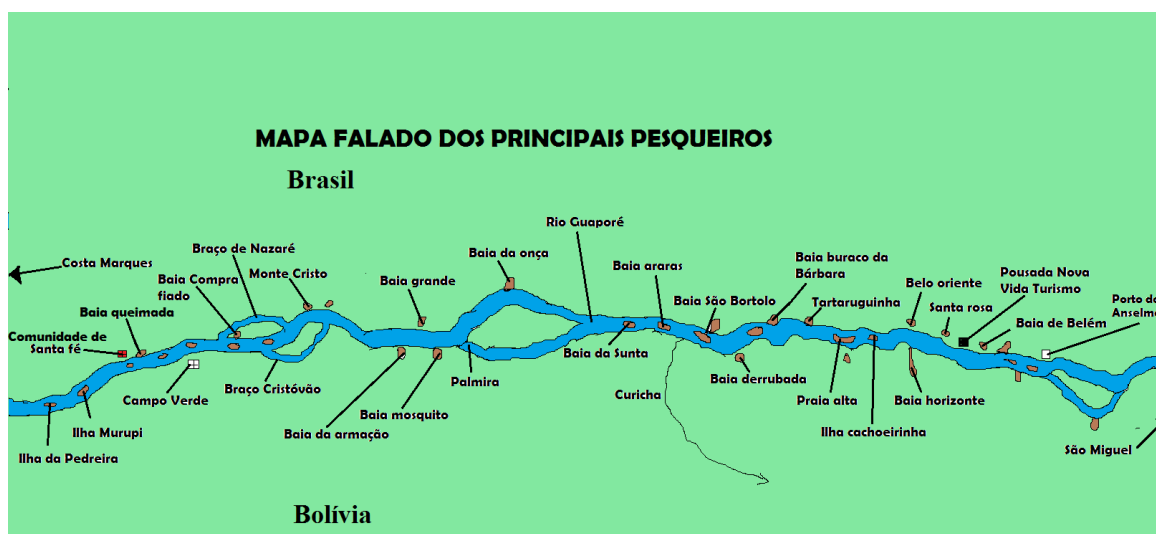 MAPA FALADO DOS PRINCIPAIS PESQUEIROS
Brasil
Rio Guaporé
Costa Marques
Braço de Nazaré
Baia Compra
fiado
Monte Cristo
Baia grande
Baia da onça
Baia araras
Baia buraco da
Bárbara
Baia São Bortolo
Tartaruguinha
Belo oriente
Santa rosa
Pousada Nova
Vida Turismo
Baia de Belém
Porto do
Anselmo
Baia queimada
Comunidade de
Santa fé
Campo Verde
Braço Cristóvão
Ilha Murupi
Ilha da Pedreira
Baia da armação
Baia mosquito
Palmira
Baia da Sunta
Curicha
Baia derrubada
Praia alta
Ilha cachoeirinha
Baia horizonte
São Miguel
Bolívia